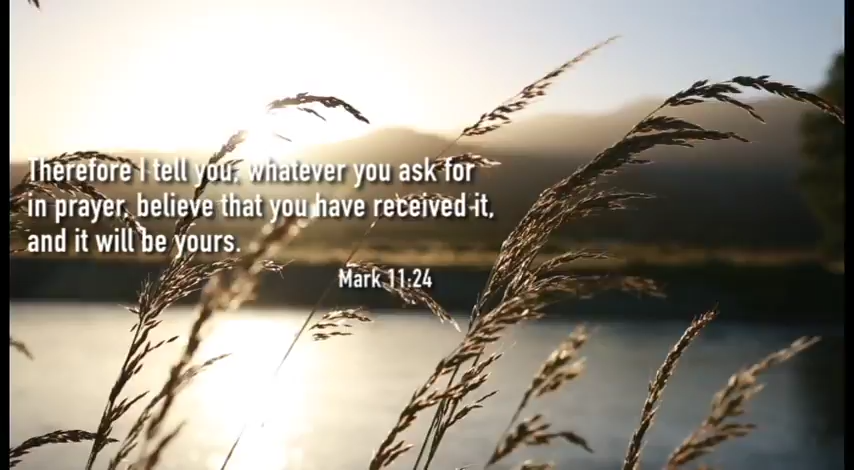 Therefore I tell you, whatever you ask for
in prayer, believe that you have received it,
and it will be yours.
Mark 11:24